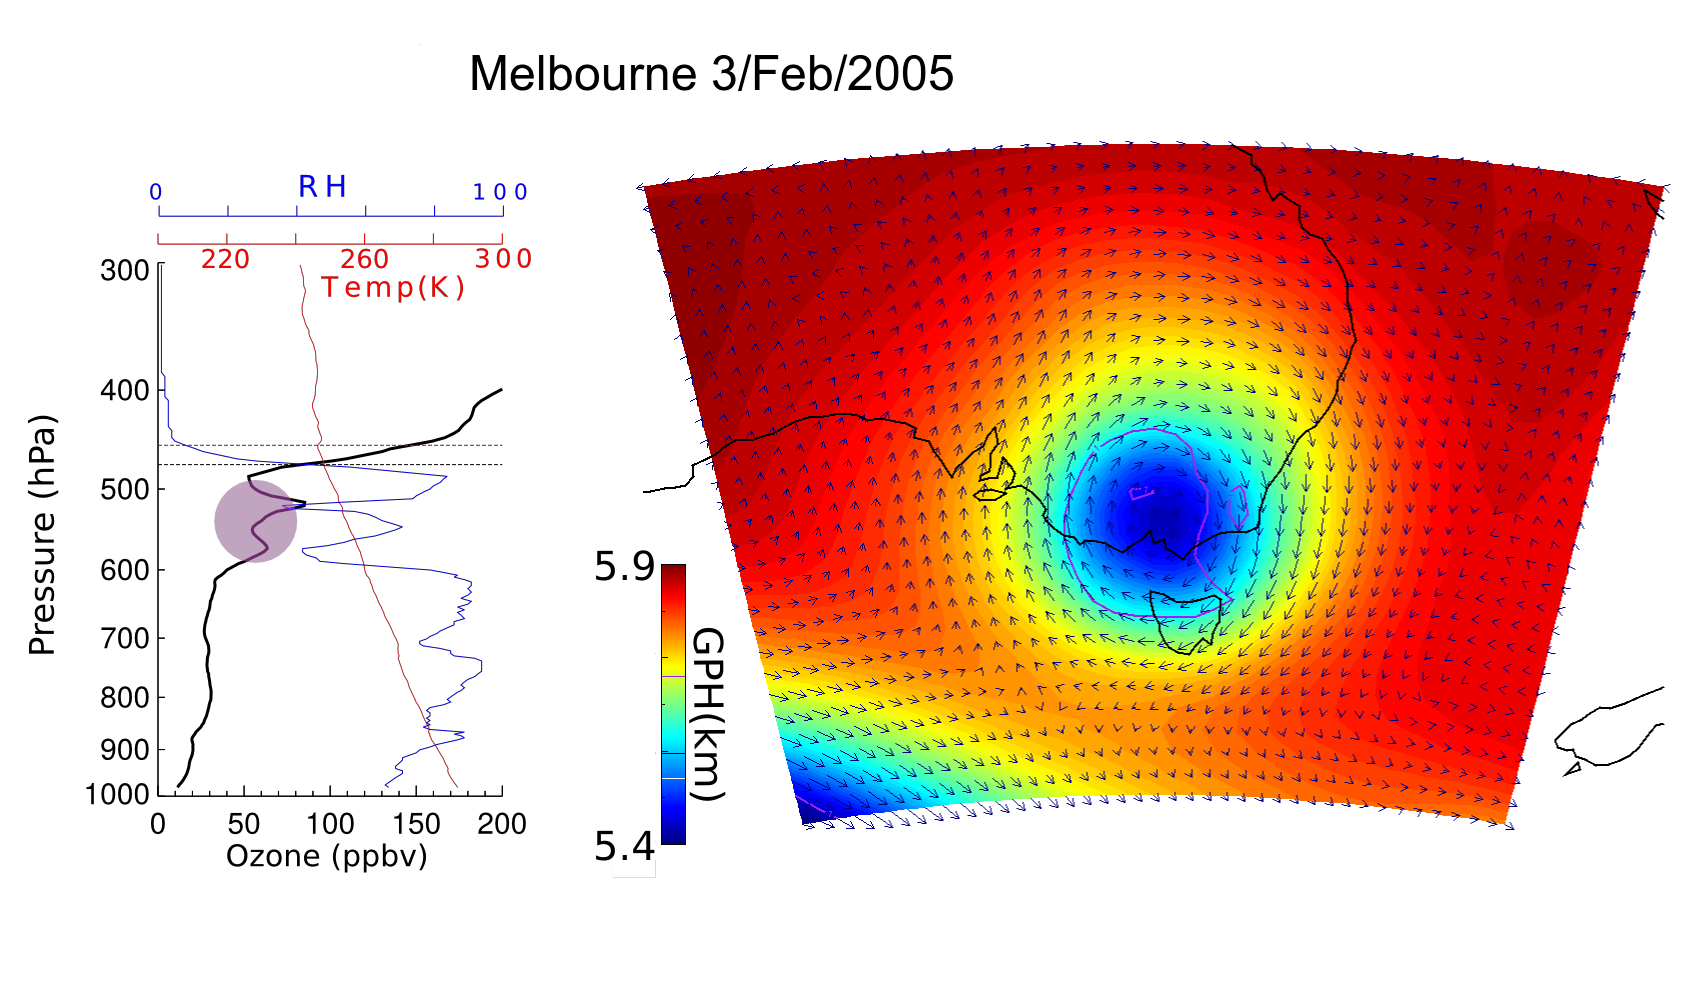 Melbourne 3/Feb/2005
0 RH 100
220 260 300
Temp(K)
300
400
500
600
700
800
900
1000
Pressure (hPa)
0 50 100 150 200
Ozone (ppbv)
5.9
GPH(km)
5.4